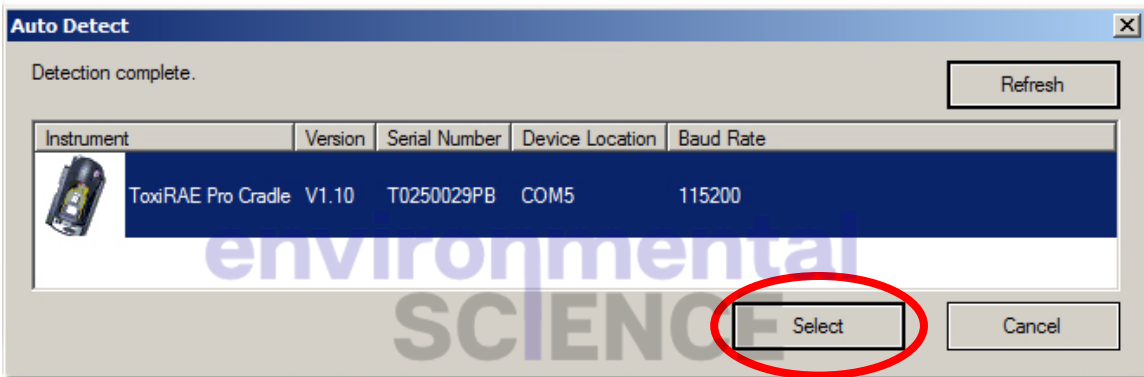 Auto Detect
Detection complete.
Refresh
Instrument Version Serial Number Device Location Baud Rate
ToxiRAE Pro Cradle V1.10 T0250029PB COM5 115200
environmental
SCIENCE
Select Cancel